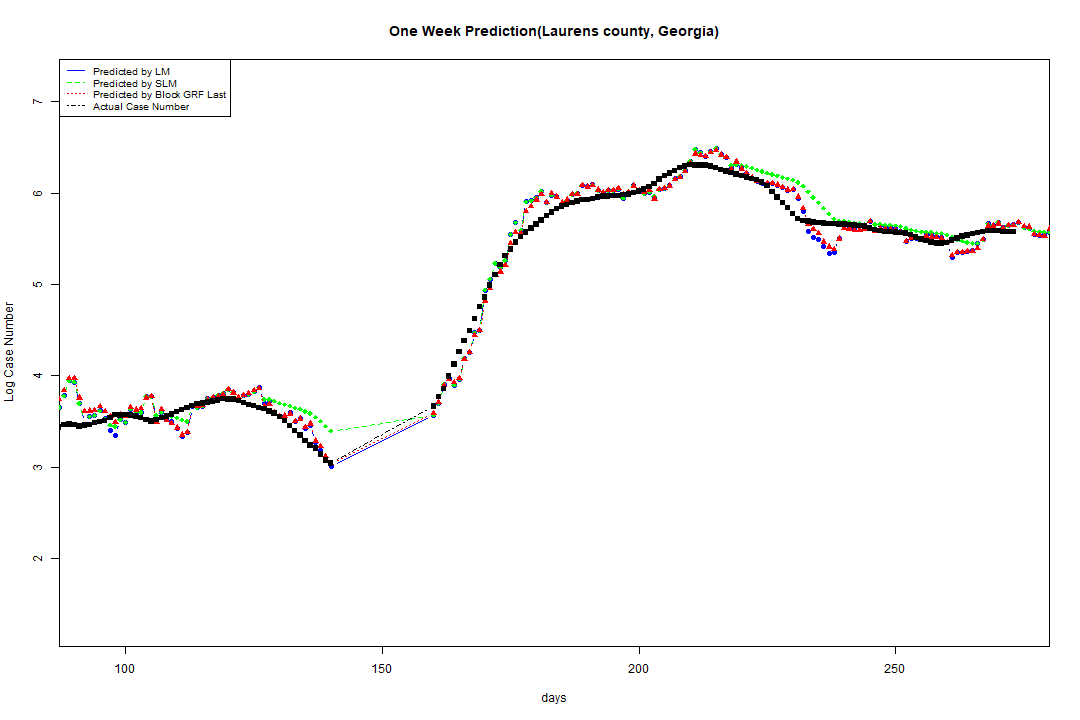 One Week Prediction(Laurens county, Georgia)
Predicted by LM
Predicted by SLM
Predicted by Block GRF Last
Actual Case Number
7
6
5
4
3
2
Log Case Number
100 150 200 250
days